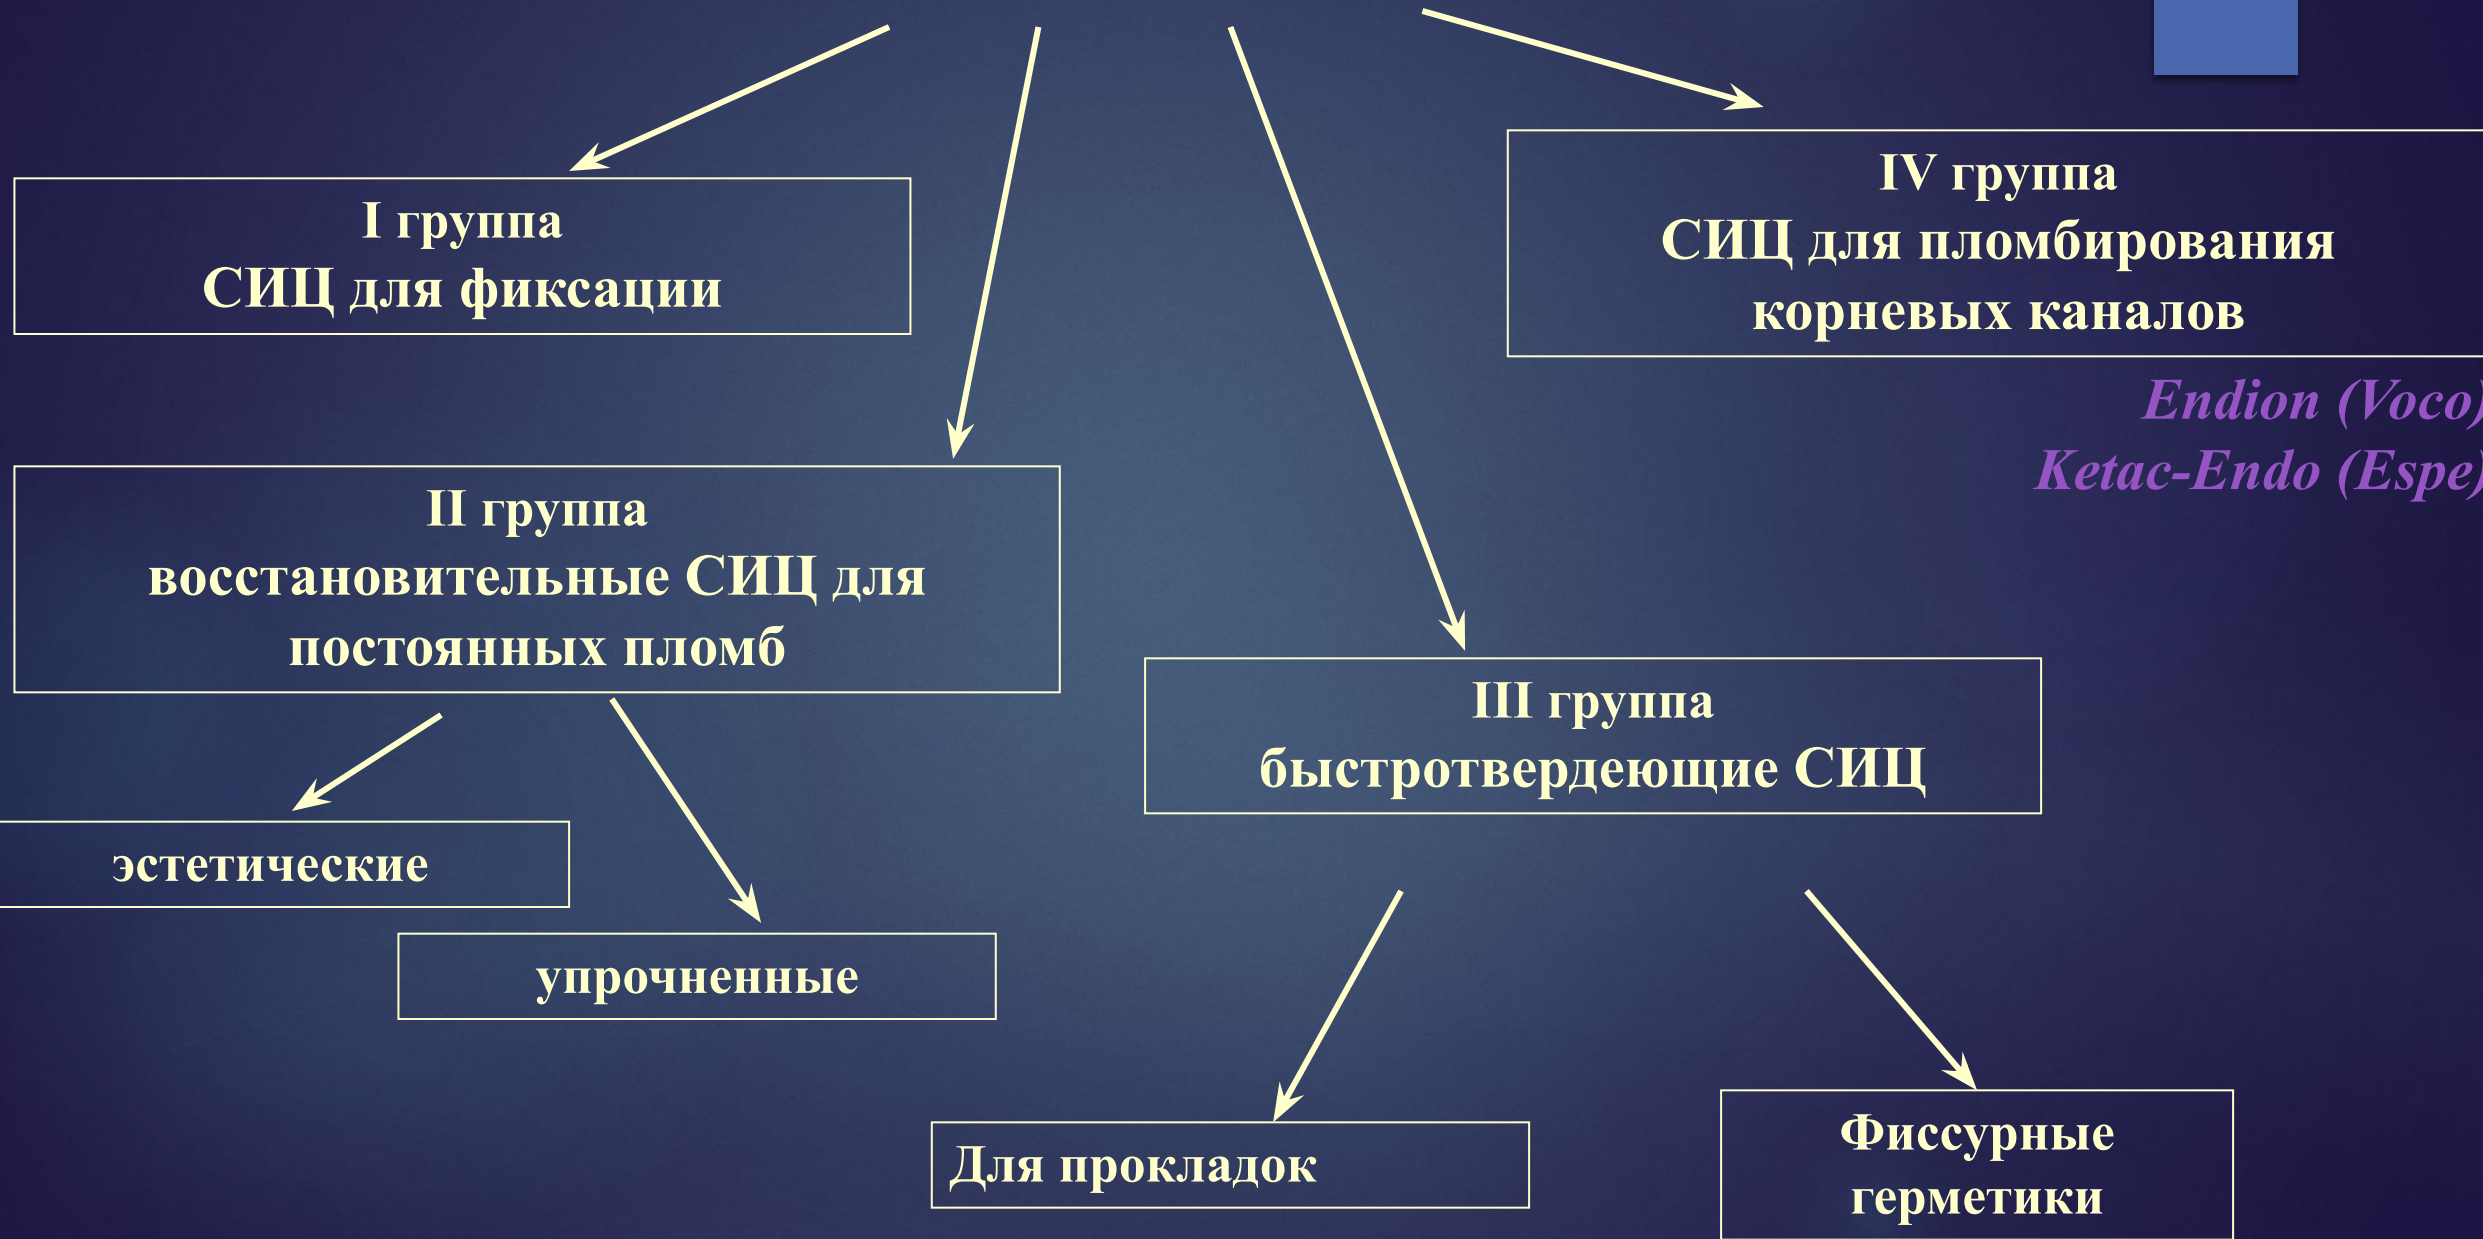 I группа
СИЦ для фиксации
IV группа
СИЦ для пломбирования
корневых каналов
Endion (Voco)
Ketac-Endo (Espe)
II группа
восстановительные СИЦ для
постоянных пломб
III группа
быстротвердеющие СИЦ
эстетические
упрочненные
Для прокладок
Фиссурные
герметики